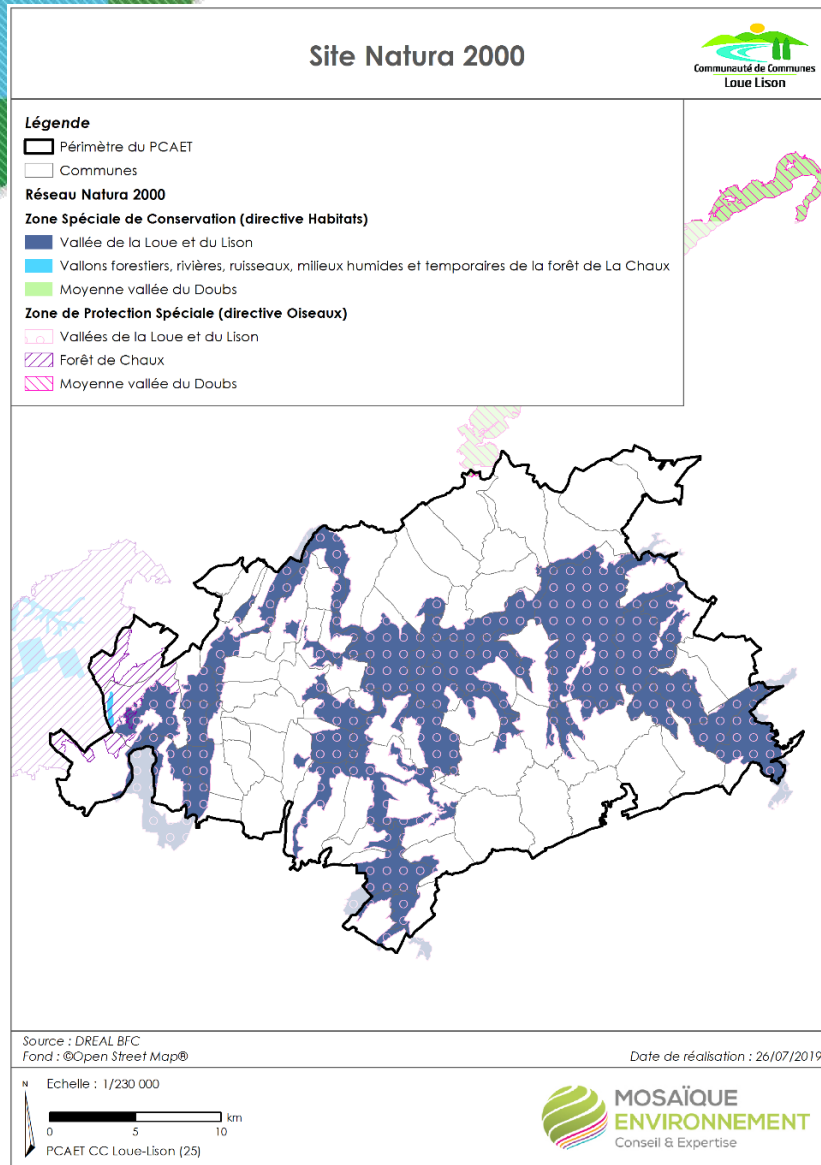 Site Natura 2000
Communauté de Communes
Loue Lison
Légende
Périmètre du PCAET
Communes
Réseau Natura 2000
Zone Spéciale de Conservation (directive Habitats)
Vallée de la Loue et du Lison
Vallons forestiers, rivières, ruisseaux, milieux humides et temporaires de la forêt de La Chaux
Moyenne vallée du Doubs
Zone de Protection Spéciale (directive Oiseaux)
Vallées de la Loue et du Lison
Forêt de Chaux
Moyenne vallée du Doubs
Source : DREAL BFC
Fond : ©Open Street Map®
Date de réalisation : 26/07/2019
N
Echelle : 1/230 000
km
0 5 10
PCAET CC Loue-Lison (25)
MOSAÏQUE
ENVIRONNEMENT
Conseil & Expertise